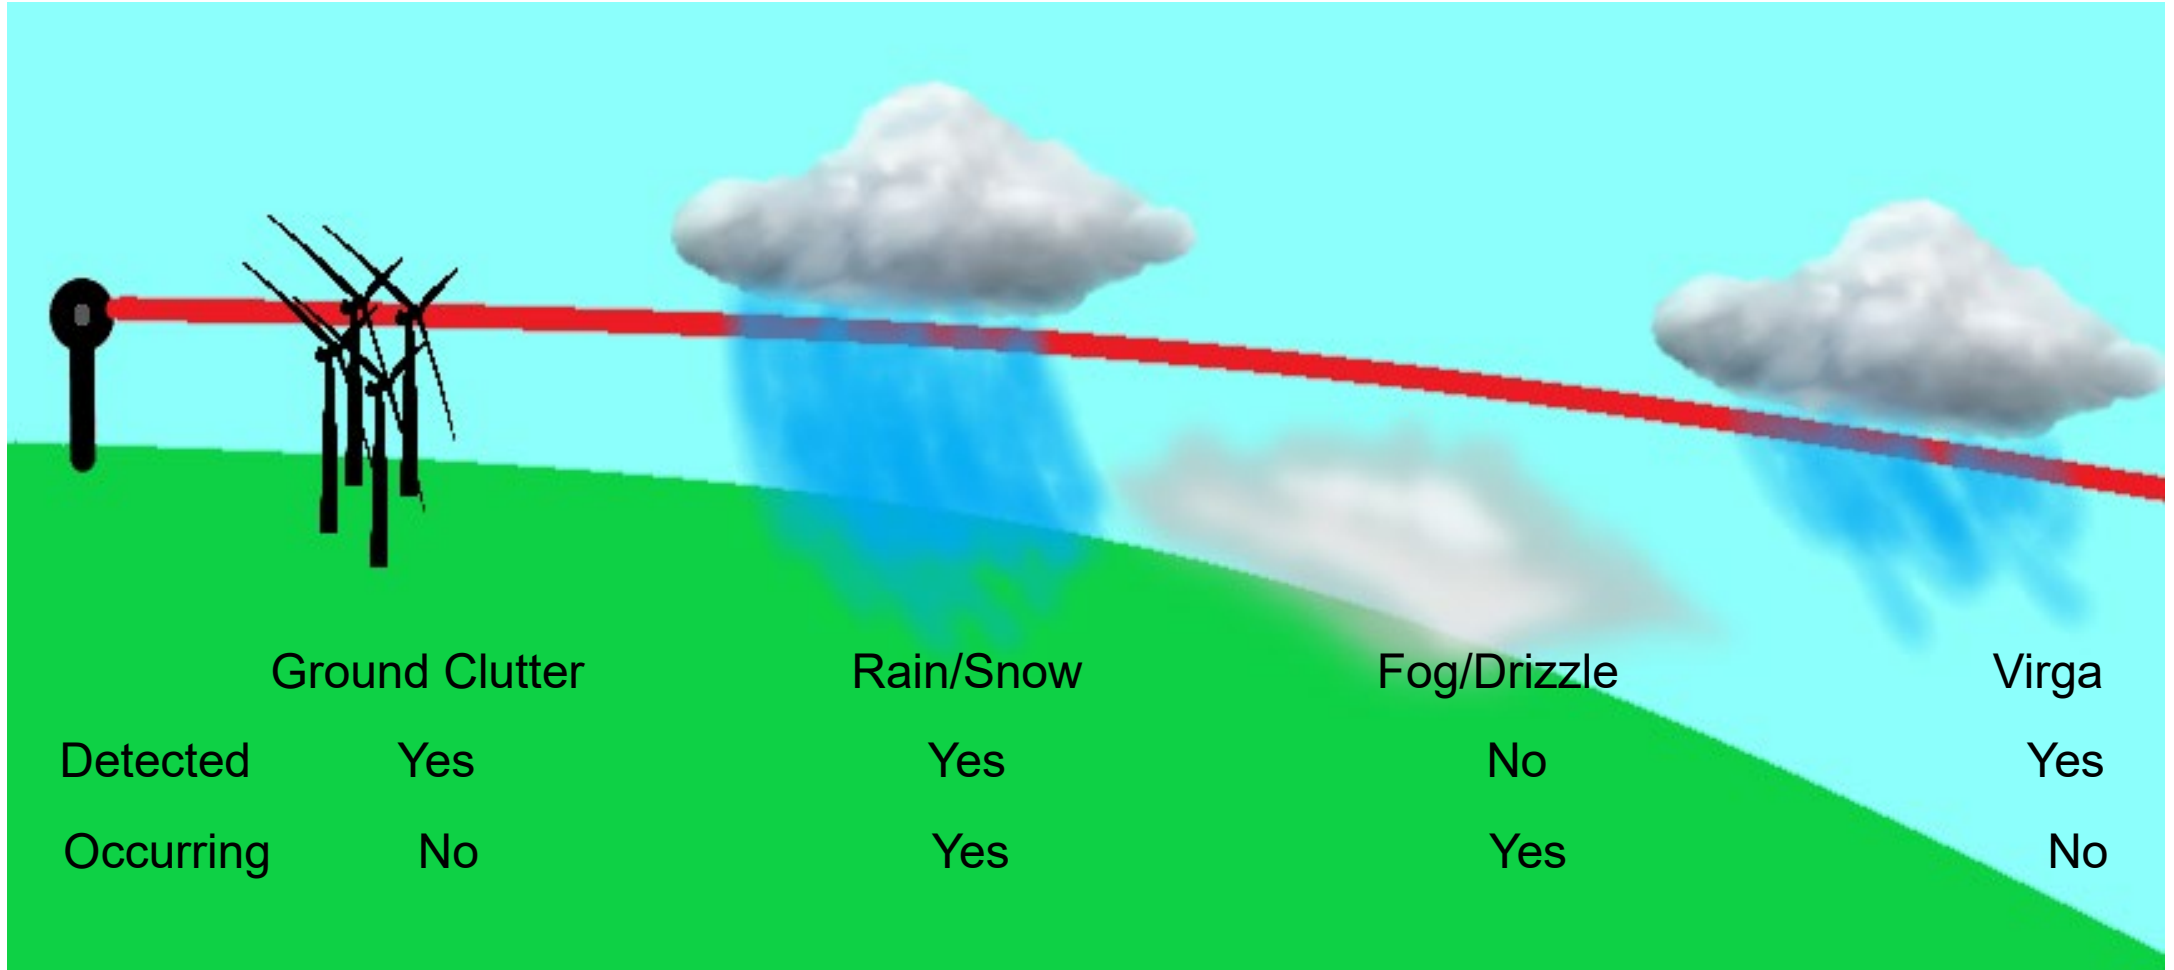 Ground Clutter Rain/Snow Fog/Drizzle Virga
Detected Yes Yes No Yes
Occurring No Yes Yes No